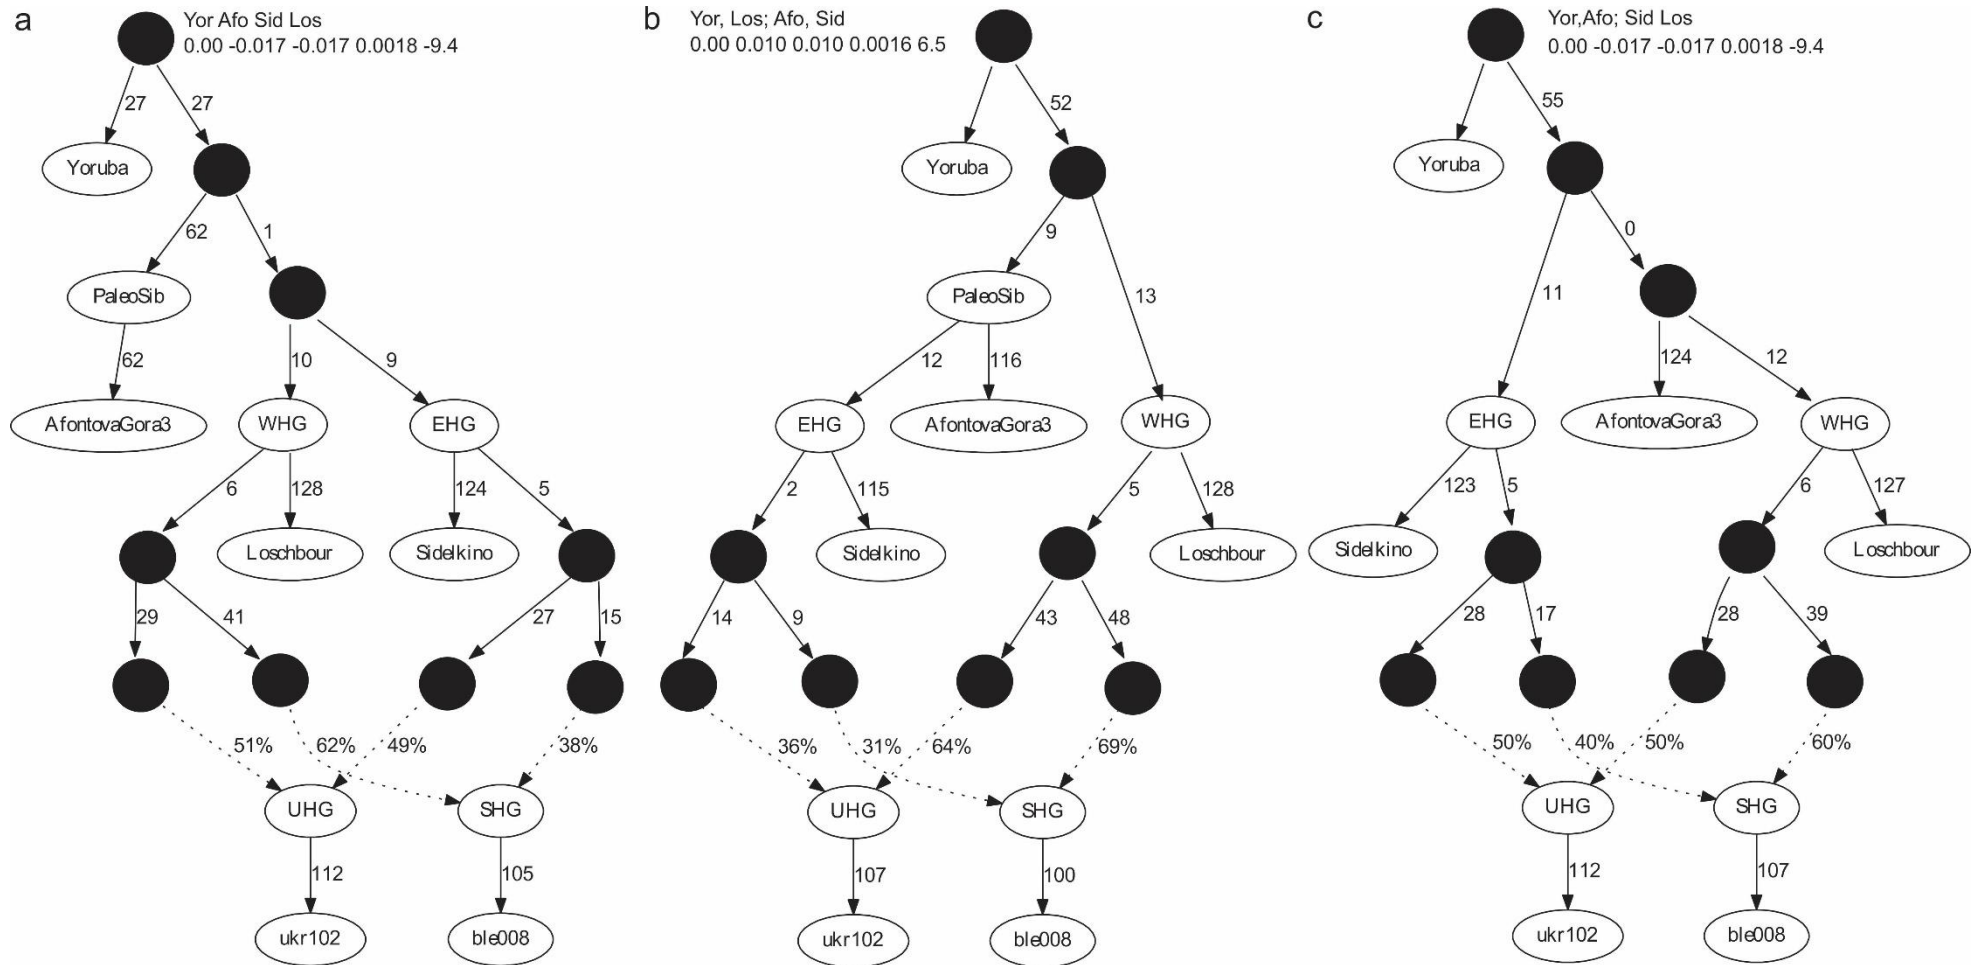 a
Yor Afo Sid Los
0.00 -0.017 -0.017 0.0018 -9.4
27
27
Yoruba
62
1
PaleoSib
62
10
9
AfontovaGora3
WHG
EHG
6
128
124
5
Loschbour
Sidelkino
29
41
27
15
51%
62%
49%
38%
UHG
SHG
112
105
ukr102
ble008
b
Yor, Los; Afo, Sid
0.00 0.010 0.010 0.0016 6.5
52
Yoruba
9
PaleoSib
13
12
116
EHG
AfontovaGora3
WHG
2
115
5
128
Sidelkino
Loschbour
14
9
43
48
36%
31%
64%
69%
UHG
SHG
107
100
ukr102
ble008
c
Yor,Afo; Sid Los
0.00 -0.017 -0.017 0.0018 -9.4
55
Yoruba
0
11
124
12
EHG
AfontovaGora3
WHG
123
5
6
127
Sidelkino
Loschbour
28
17
28
39
50%
40%
50%
60%
UHG
SHG
112
107
ukr102
ble008